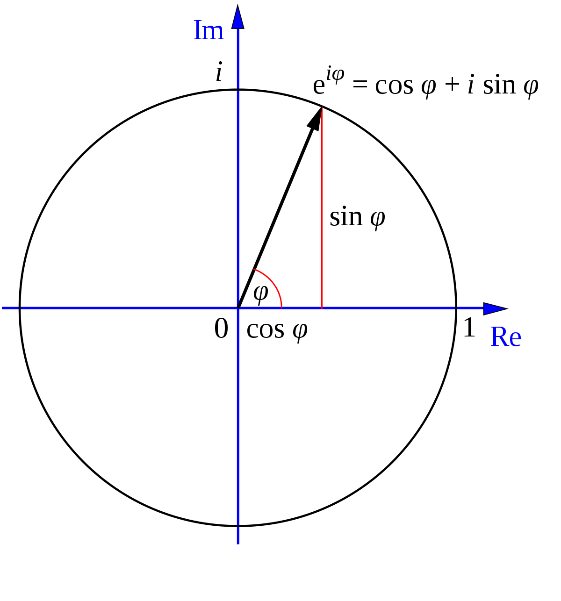 Im
i
e^{iφ} = cos φ + i sin φ
sin φ
φ
0 cos φ
1
Re